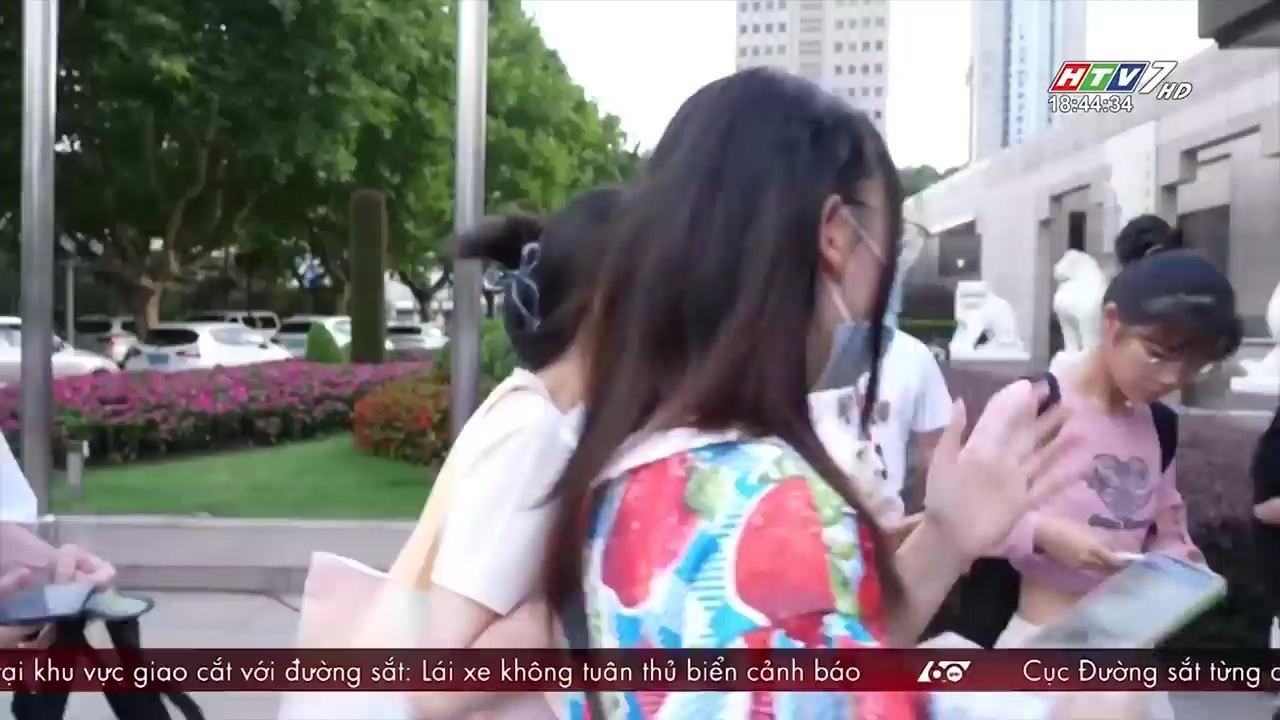 HTV7 HD
18:44:34
khu vực giao cắt với đường sắt: Lái xe không tuân thủ biển cảnh báo 60 Cục Đường sắt từng